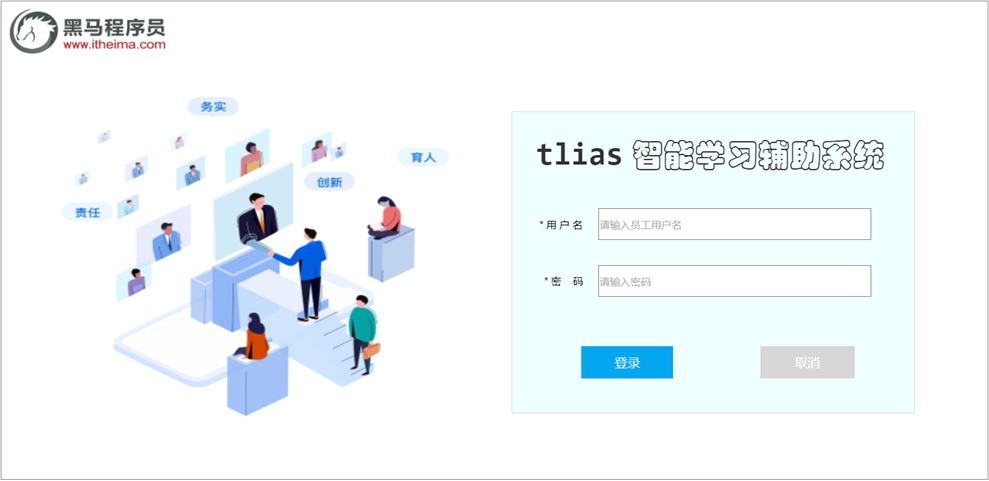 黑马程序员
www.itheima.com
务实
育人
创新
责任
tlias 智能学习辅助系统
* 用 户 名
请输入员工用户名
* 密 码
请输入密码
登录
取消